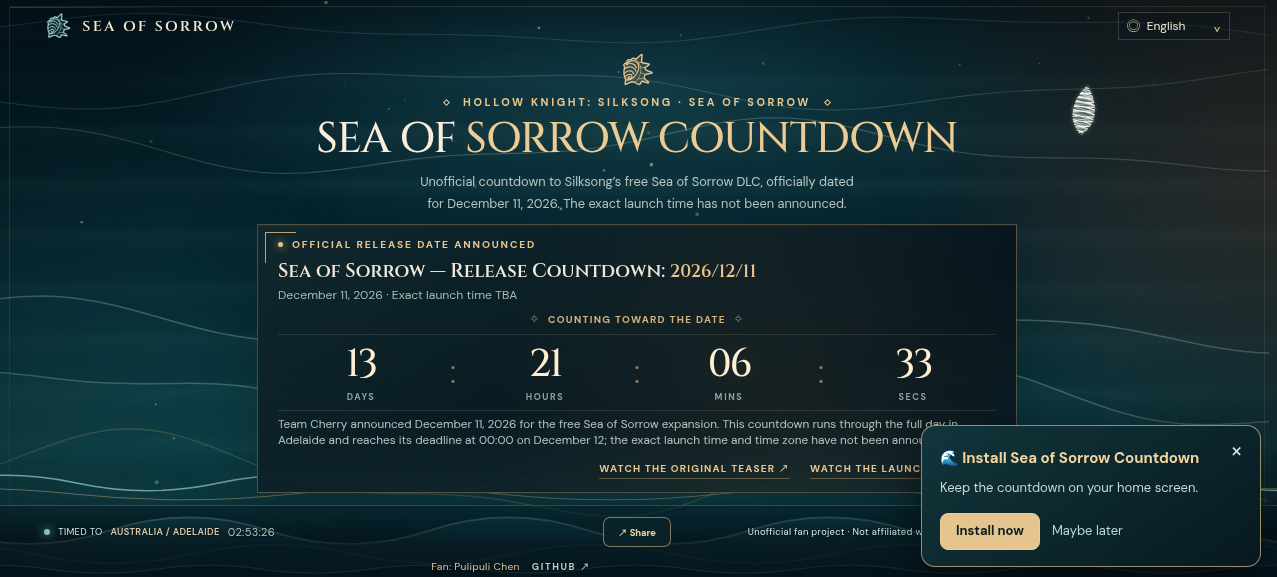 SEA OF SORROW
English
HOLLOW KNIGHT: SILKSONG · SEA OF SORROW
SEA OF SORROW COUNTDOWN
Unofficial countdown to Silksong's free Sea of Sorrow DLC, officially dated
for December 11, 2026. The exact launch time has not been announced.
OFFICIAL RELEASE DATE ANNOUNCED
Sea of Sorrow — Release Countdown: 2026/12/11
December 11, 2026 · Exact launch time TBA
COUNTING TOWARD THE DATE
13 : 21 : 06 : 33
DAYS HOURS MINS SECS
Team Cherry announced December 11, 2026 for the free Sea of Sorrow expansion. This countdown runs through the full day in
Adelaide and reaches its deadline at 00:00 on December 12; the exact launch time and time zone have not been
WATCH THE ORIGINAL TEASER ↗ WATCH THE
🌊 Install Sea of Sorrow Countdown ×
Keep the countdown on your home screen.
Install now Maybe later
TIMED TO AUSTRALIA / ADELAIDE 02:53:26
↗ Share
Unofficial fan project · Not affiliated
Fan: Pulipuli Chen GITHUB ↗